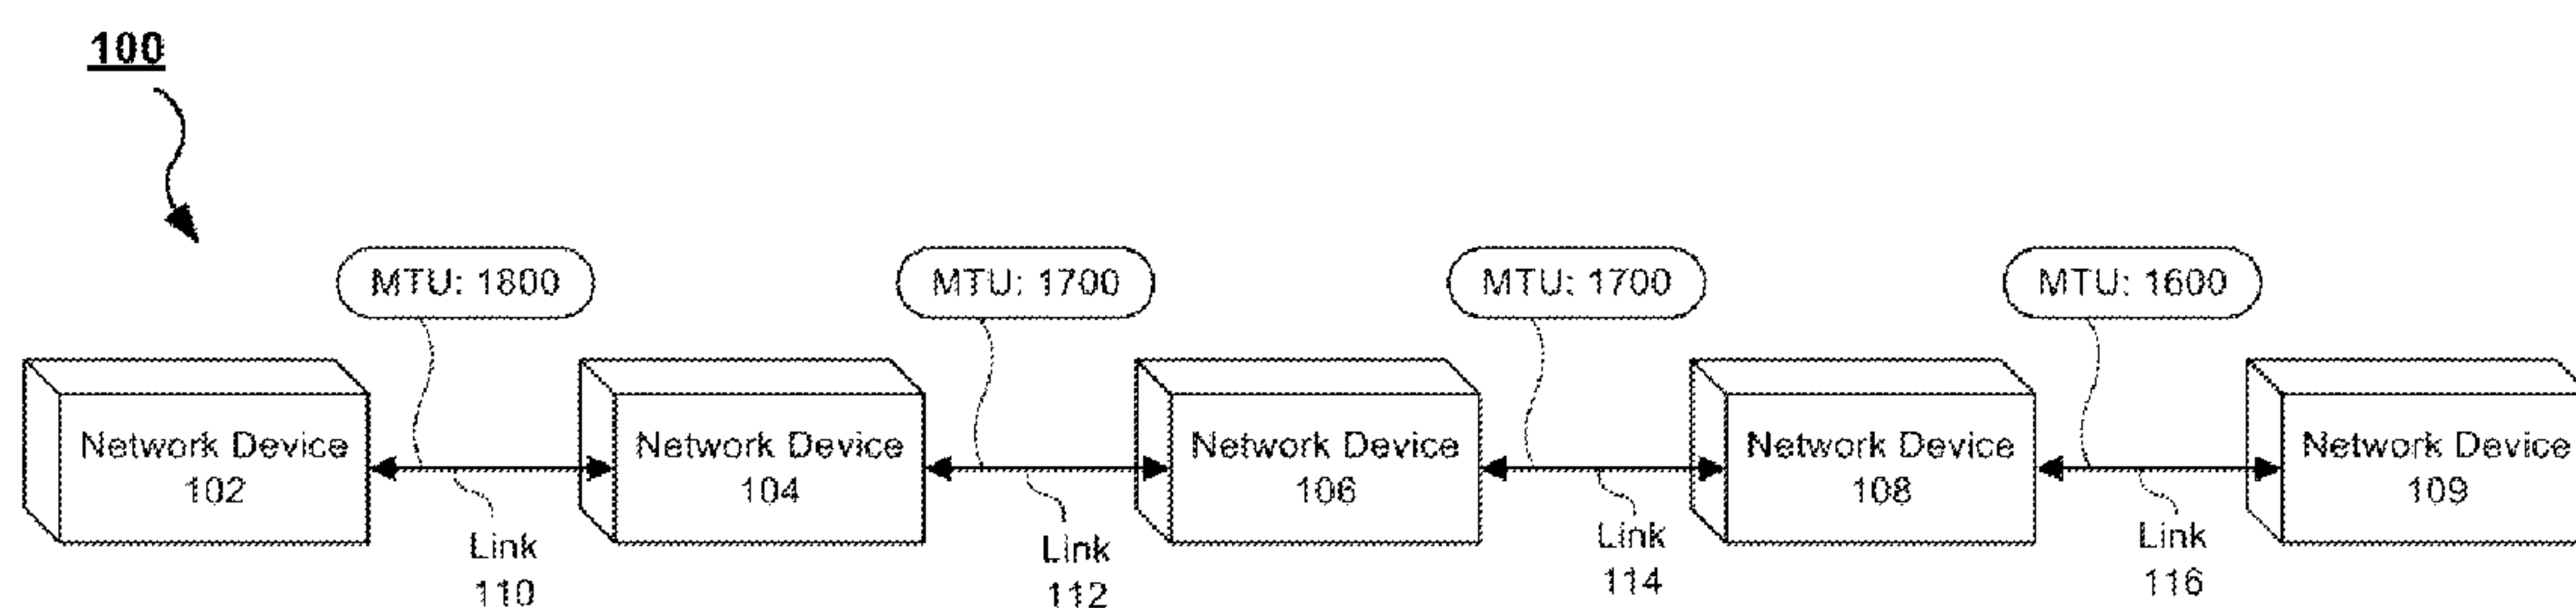 100
MTU: 1800
MTU: 1700
MTU: 1700
MTU: 1600
Network Device
102
Network Device
104
Network Device
106
Network Device
108
Network Device
109
Link
110
Link
112
Link
114
Link
116